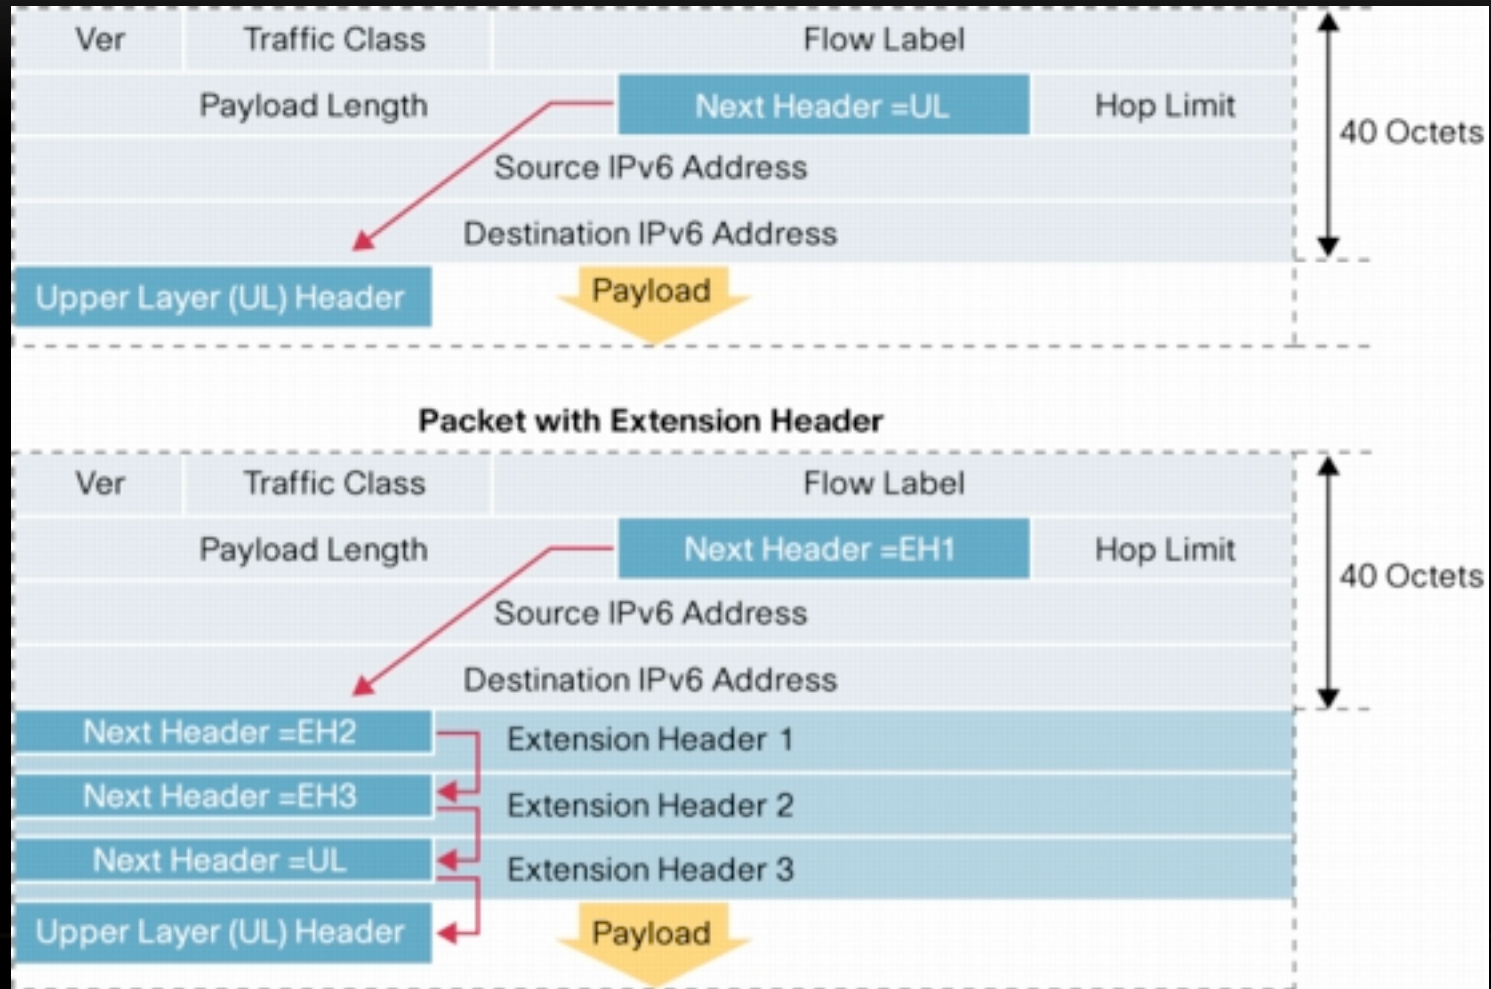 Ver Traffic Class Flow Label
Payload Length Next Header =UL Hop Limit
40 Octets
Source IPv6 Address
Destination IPv6 Address
Upper Layer (UL) Header Payload
Packet with Extension Header
Ver Traffic Class Flow Label
Payload Length Next Header =EH1 Hop Limit
40 Octets
Source IPv6 Address
Destination IPv6 Address
Next Header =EH2 Extension Header 1
Next Header =EH3 Extension Header 2
Next Header =UL Extension Header 3
Upper Layer (UL) Header Payload